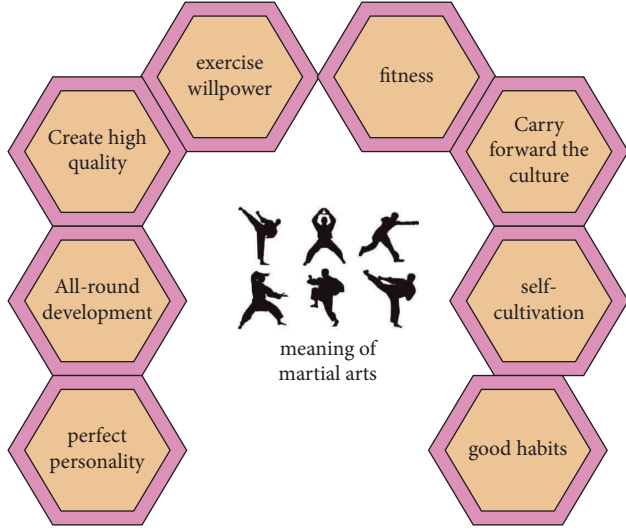 exercise
willpower
fitness
Create high
quality
Carry
forward the
culture
All-round
development
self-
cultivation
meaning of
martial arts
perfect
personality
good habits